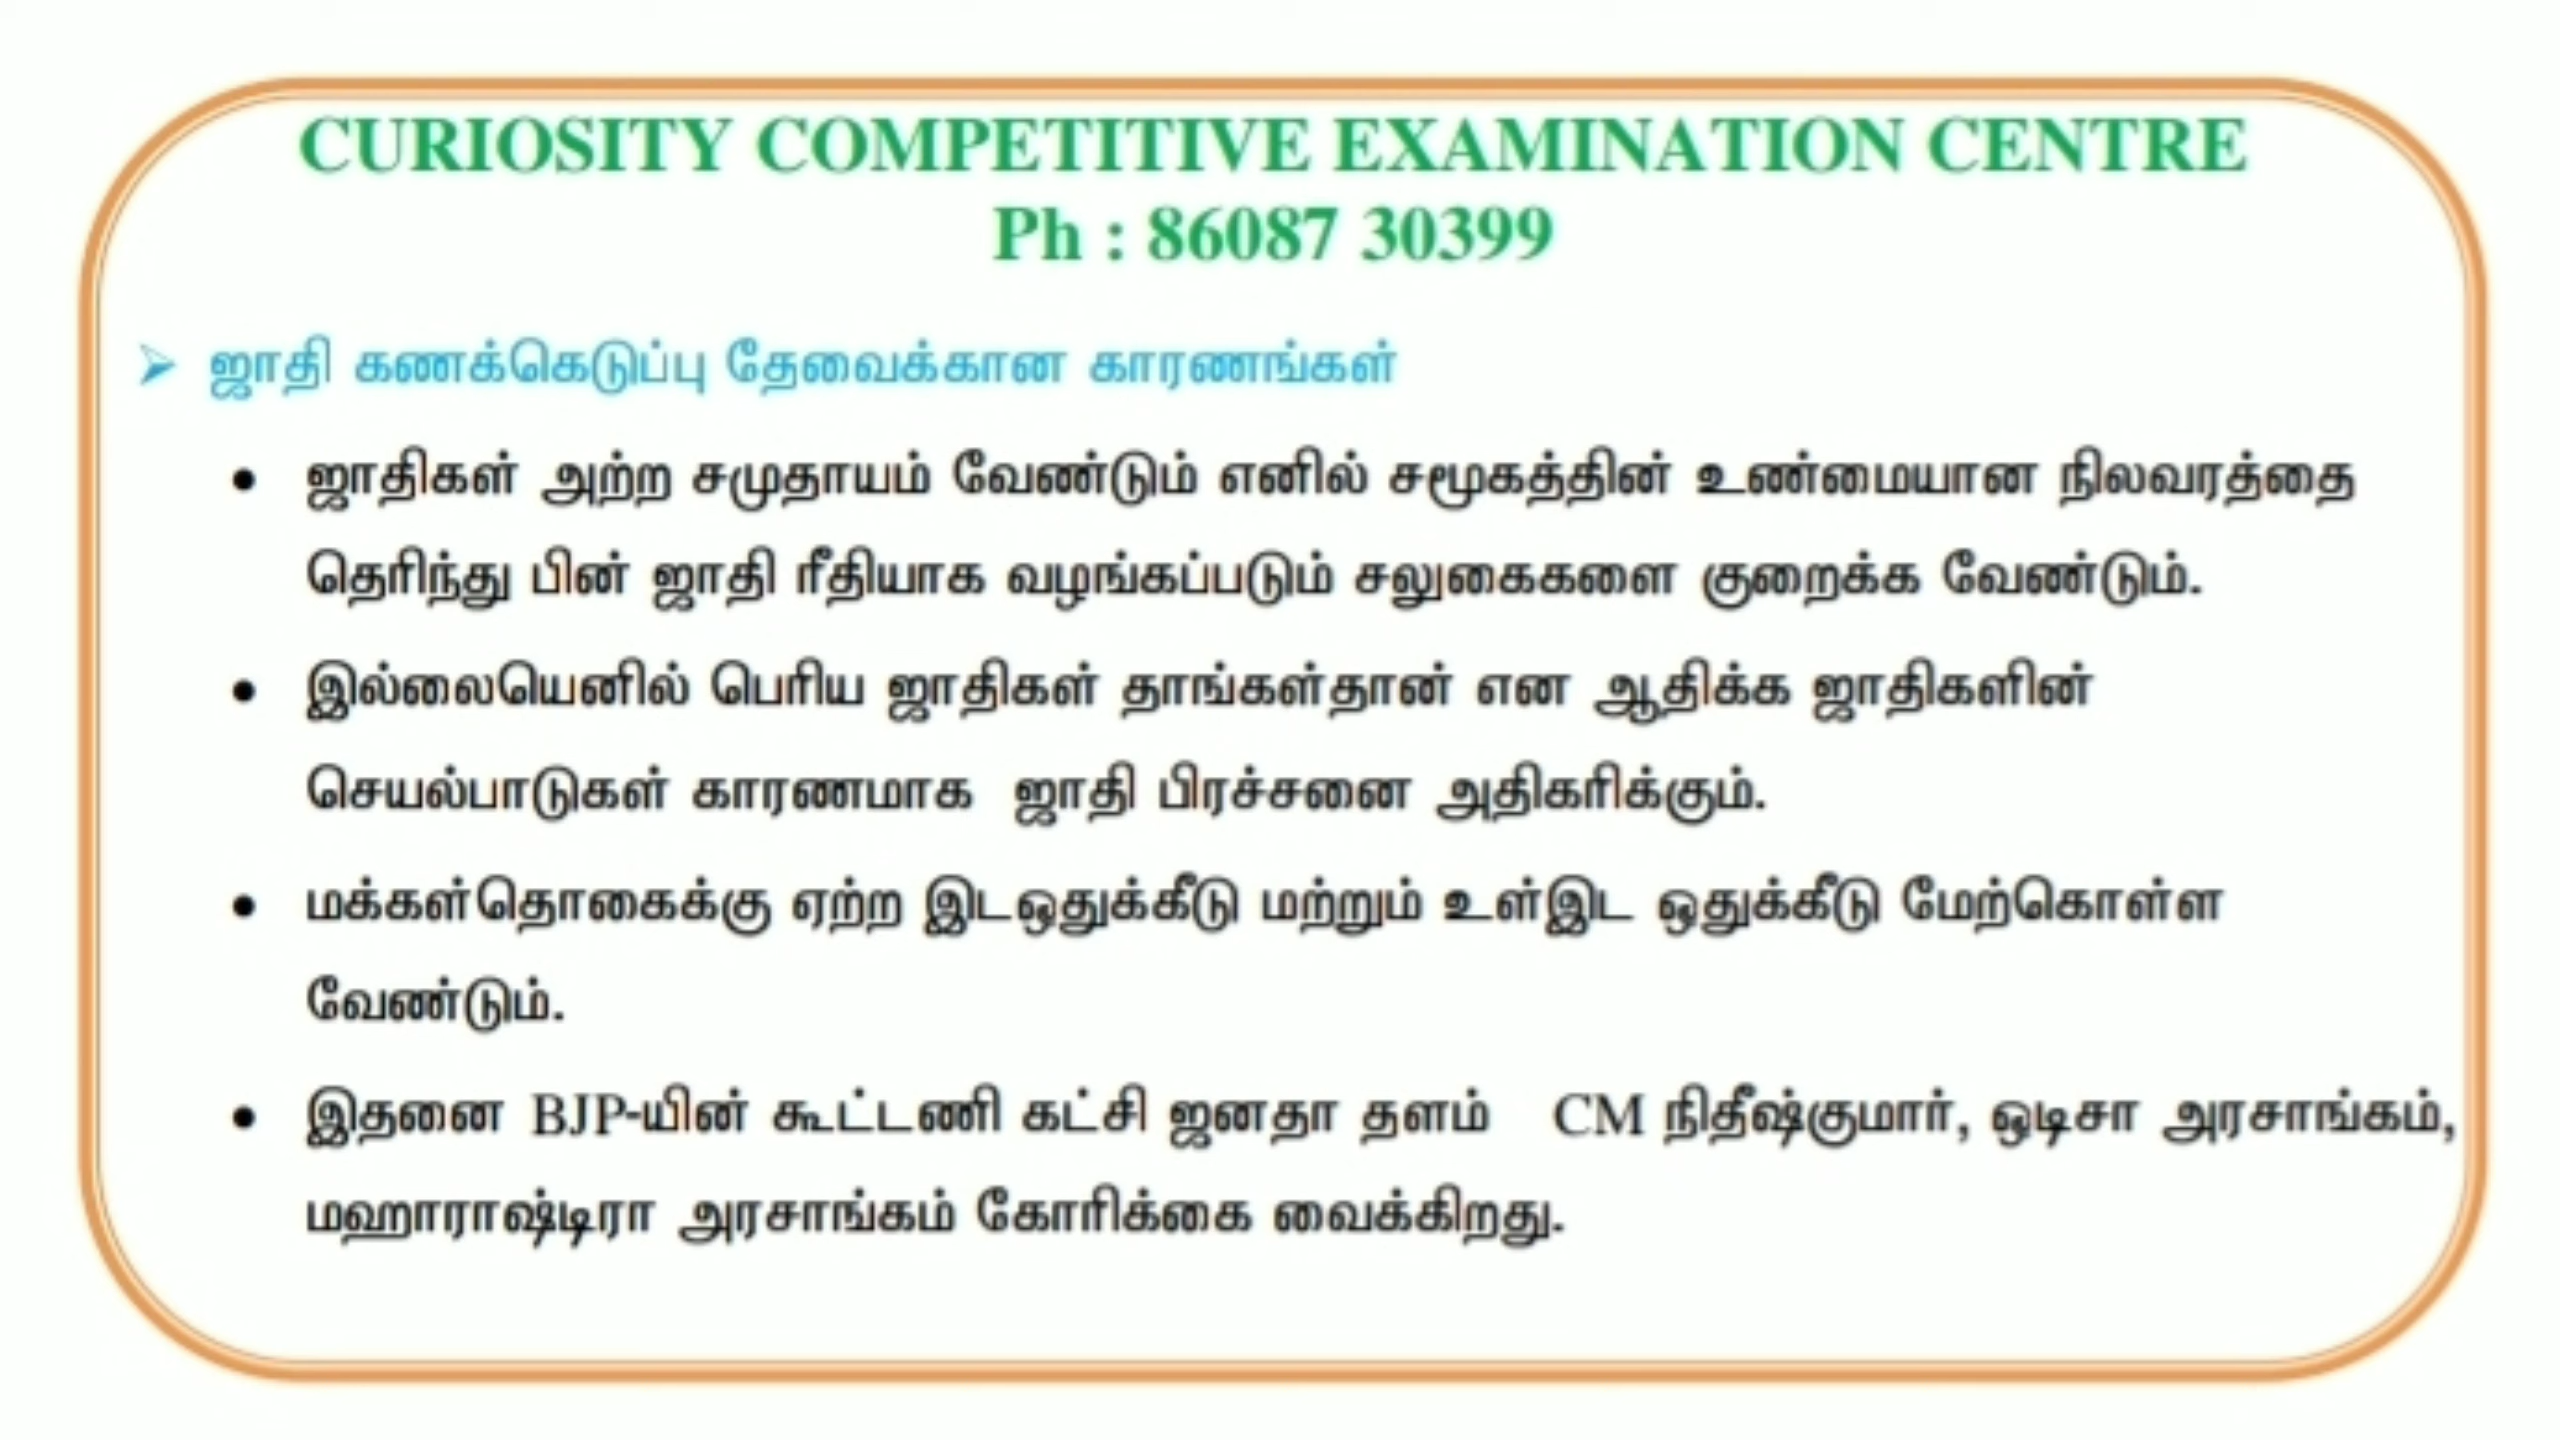 CURIOSITY COMPETITIVE EXAMINATION CENTRE
Ph : 86087 30399
➢ ஜாதி கணக்கெடுப்பு தேவைக்கான காரணங்கள்
• ஜாதிகள் அற்ற சமுதாயம் வேண்டும் எனில் சமூகத்தின் உண்மையான நிலவரத்தை
தெரிந்து பின் ஜாதி ரீதியாக வழங்கப்படும் சலுகைகளை குறைக்க வேண்டும்.
• இல்லையெனில் பெரிய ஜாதிகள் தாங்கள்தான் என ஆதிக்க ஜாதிகளின்
செயல்பாடுகள் காரணமாக ஜாதி பிரச்சனை அதிகரிக்கும்.
• மக்கள்தொகைக்கு ஏற்ற இடஒதுக்கீடு மற்றும் உள்இட ஒதுக்கீடு மேற்கொள்ள
வேண்டும்.
• இதனை BJP-யின் கூட்டணி கட்சி ஜனதா தளம் CM நிதீஷ்குமார், ஒடிசா அரசாங்கம்,
மஹாராஷ்டிரா அரசாங்கம் கோரிக்கை வைக்கிறது.